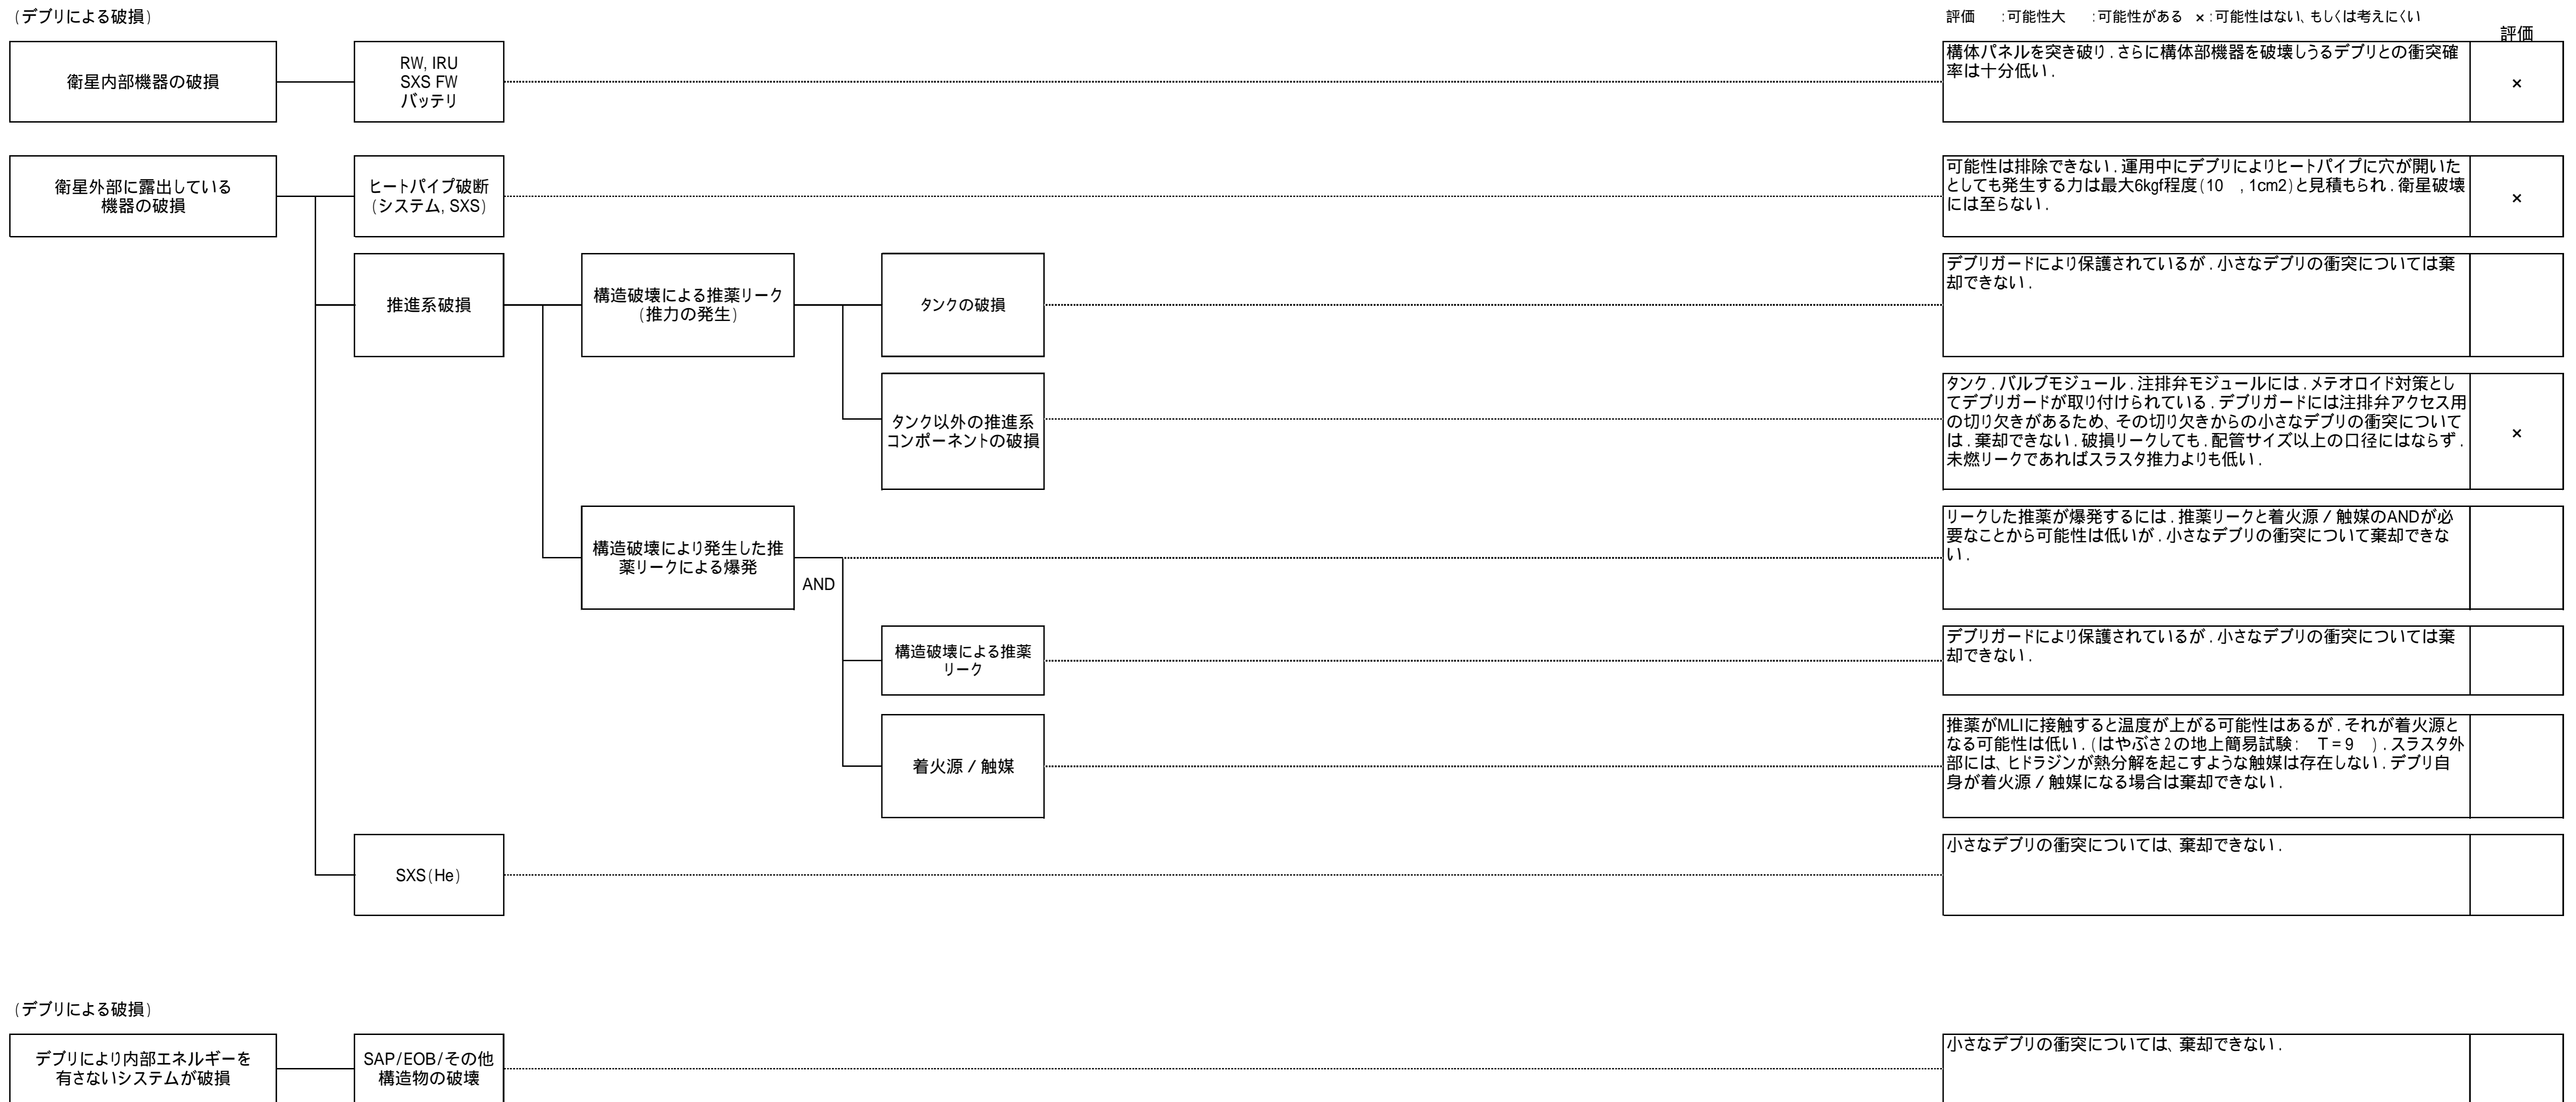 (デブリによる破損)
評価　:可能性大　:可能性がある　×:可能性はない、もしくは考えにくい
評価
衛星内部機器の破損
RW, IRU
SXS FW
バッテリ
構体パネルを突き破り．さらに構体部機器を破壊しうるデブリとの衝突確
率は十分低い．
×
衛星外部に露出している
機器の破損
ヒートパイプ破断
(システム, SXS)
可能性は排除できない．運用中にデブリによりヒートパイプに穴が開いた
としても発生する力は最大6kgf程度(10　, 1cm2)と見積もられ．衛星破壊
には至らない．
×
推進系破損
構造破壊による推薬リーク
(推力の発生)
タンクの破損
デブリガードにより保護されているが．小さなデブリの衝突については棄
却できない．
タンク以外の推進系
コンポーネントの破損
タンク．バルブモジュール．注排弁モジュールには．メテオロイド対策とし
てデブリガードが取り付けられている．デブリガードには注排弁アクセス用
の切り欠きがあるため、その切り欠きからの小さなデブリの衝突について
は．棄却できない．破損リークしても．配管サイズ以上の口径にはならず．
未燃リークであればスラスタ推力よりも低い．
×
構造破壊により発生した推
薬リークによる爆発
AND
リークした推薬が爆発するには．推薬リークと着火源／触媒のANDが必
要なことから可能性は低いが．小さなデブリの衝突について棄却できな
い．
構造破壊による推薬
リーク
デブリガードにより保護されているが．小さなデブリの衝突については棄
却できない．
着火源／触媒
推薬がMLIに接触すると温度が上がる可能性はあるが．それが着火源と
なる可能性は低い．(はやぶさ2の地上簡易試験：　T＝9　)．スラスタ外
部には、ヒドラジンが熱分解を起こすような触媒は存在しない．デブリ自
身が着火源／触媒になる場合は棄却できない．
SXS(He)
小さなデブリの衝突については、棄却できない．
(デブリによる破損)
デブリにより内部エネルギーを
有さないシステムが破損
SAP/EOB/その他
構造物の破壊
小さなデブリの衝突については、棄却できない．